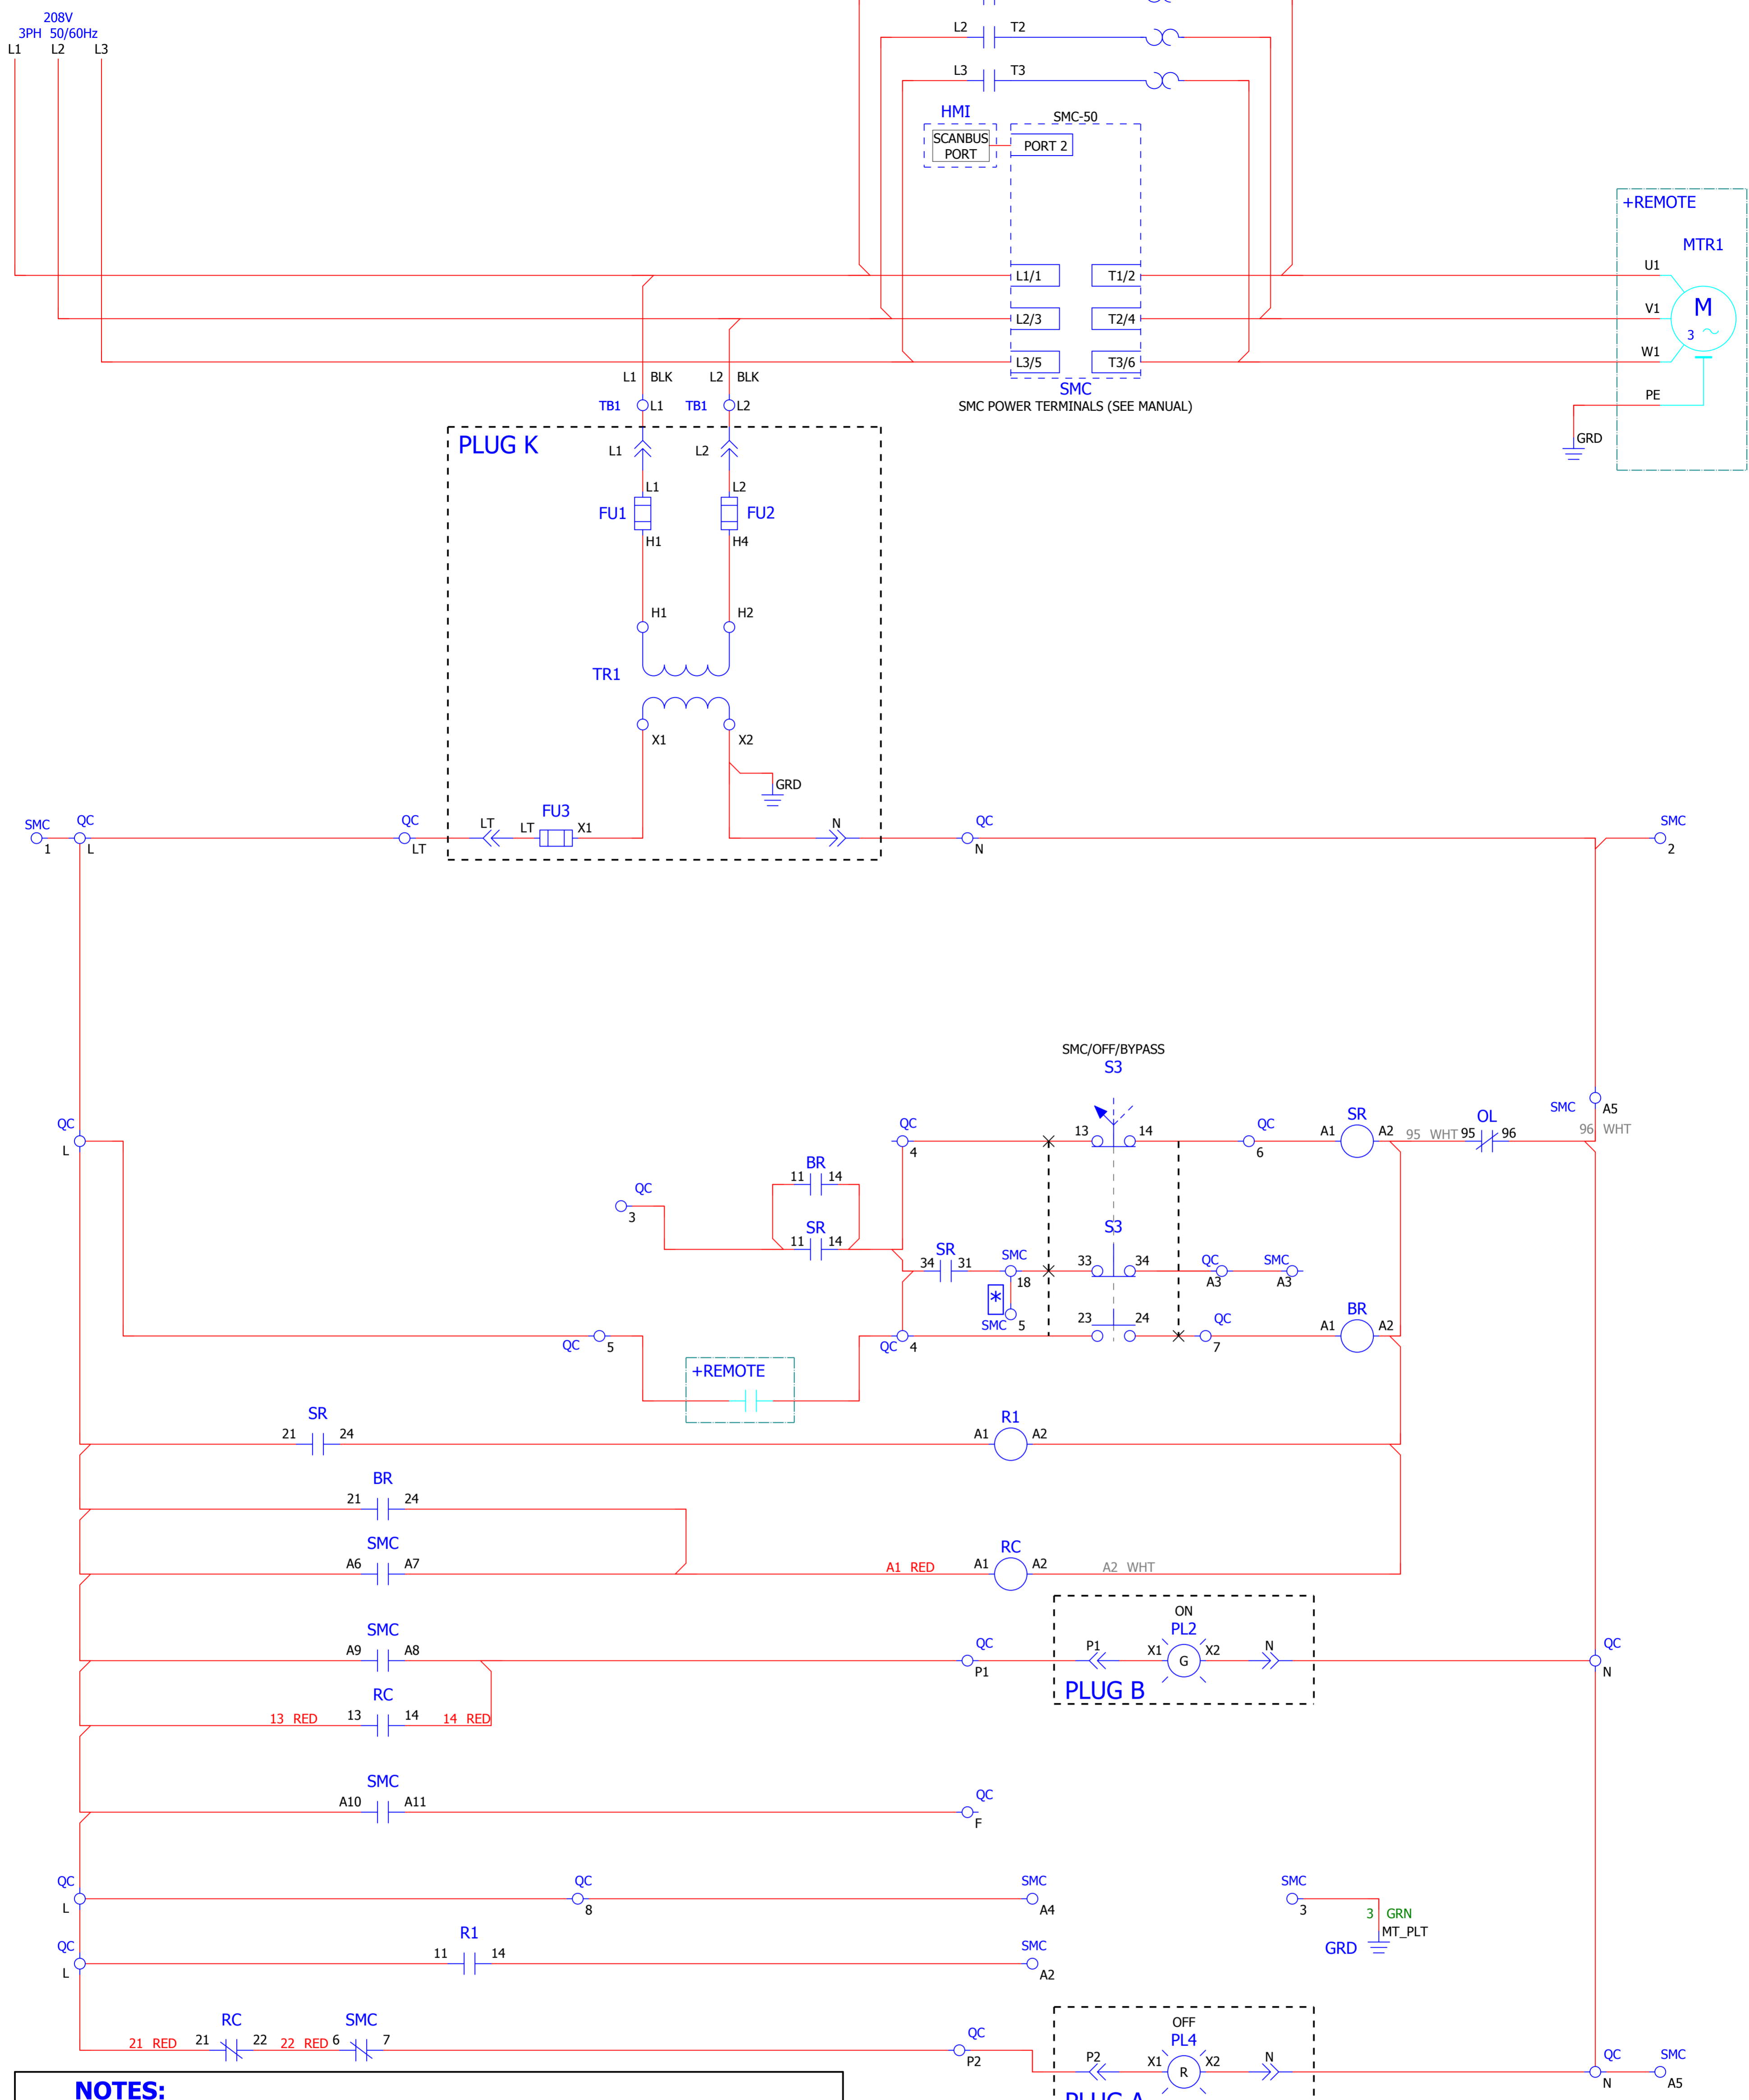 208V
3PH 50/60Hz
L1 L2 L3
L2 T2
L3 T3
HMI
SMC-50
SCANBUS
PORT
PORT 2
+REMOTE
MTR1
L1/1 T1/2 U1
L2/3 T2/4 V1
M
3
L3/5 T3/6 W1
L1 BLK L2 BLK
SMC
SMC POWER TERMINALS (SEE MANUAL)
PE
GRD
TB1 L1 TB1 L2
PLUG K
L1 L2
L1 L2
FU1 FU2
H1 H4
H1 H2
TR1
X1 X2
GRD
SMC QC QC LT LT FU3 X1 N QC SMC
1 L LT N 2
SMC/OFF/BYPASS
S3
SMC A5
QC QC 13 14 QC A1 SR A2 95 WHT 95 OL 96 96 WHT
L 4 6
BR
11 14
QC
3
SR
11 14
S3
SR
34 31
SMC
18
33 34
QC
A3
SMC
A3
*
SMC 5
23 24
QC
7
BR
A1 A2
QC 5
QC 4
+REMOTE
SR
21 24
R1
A1 A2
BR
21 24
SMC
A6 A7
A1 RED
RC
A1 A2
A2 WHT
ON
PL2
SMC
A9 A8
QC
P1
P1 X1 G X2 N
QC
N
PLUG B
RC
13 RED 13 14 14 RED
SMC
A10 A11
QC
F
QC QC SMC SMC
L 8 A4 3
3 GRN
MT_PLT
GRD
QC R1 SMC
L 11 14 A2
OFF
PL4
RC SMC
21 RED 21 22 22 RED 6 7
QC
P2
P2 X1 R X2 N
QC SMC
N A5
PLUG A
NOTES: